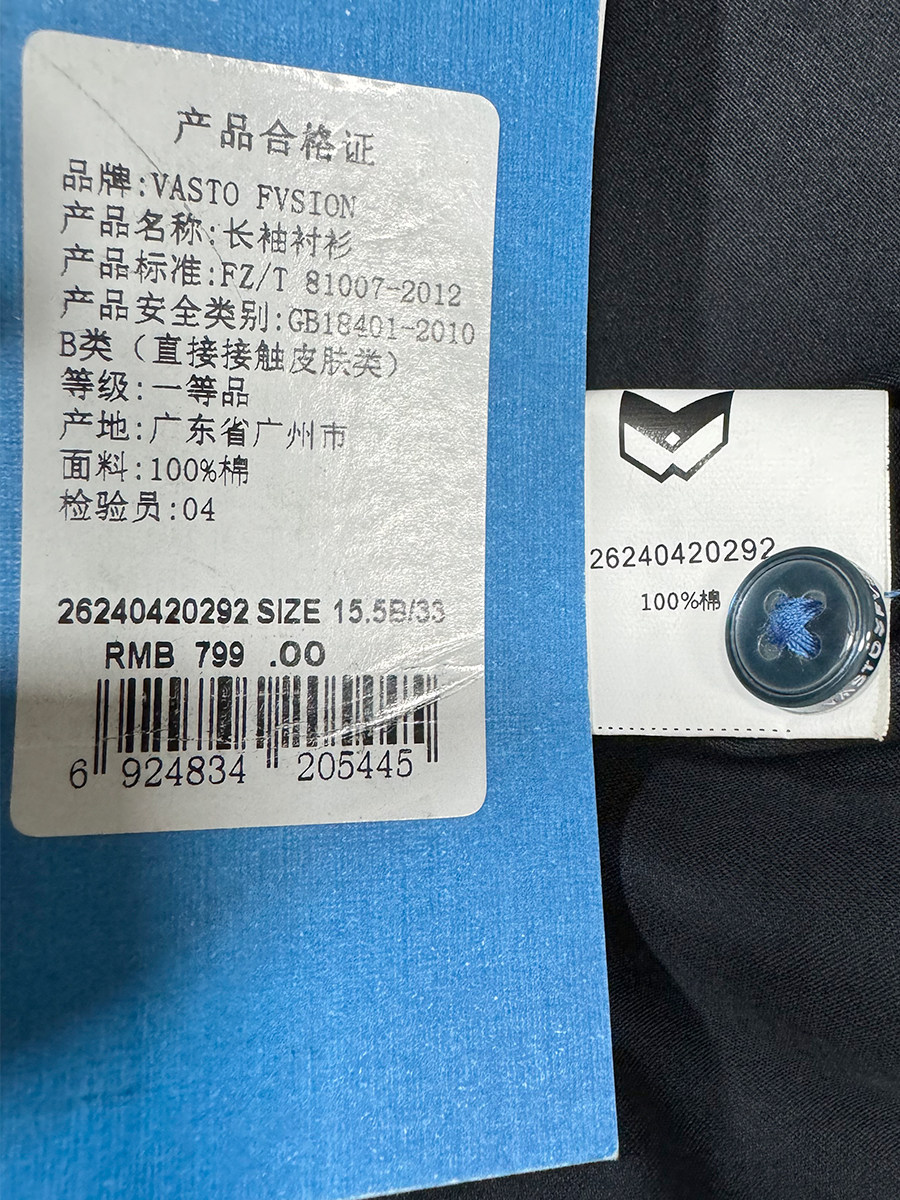 产品合格证
品牌:VASTO FVSION
产品名称:长袖衬衫
产品标准:FZ/T 81007-2012
产品安全类别:GB18401-2010
B类（直接接触皮肤类）
等级:一等品
产地:广东省广州市
面料:100%棉
检验员:04
26240420292 SIZE 15.5B/33
RMB 799 .00
6 924834 205445
26240420292
100%棉